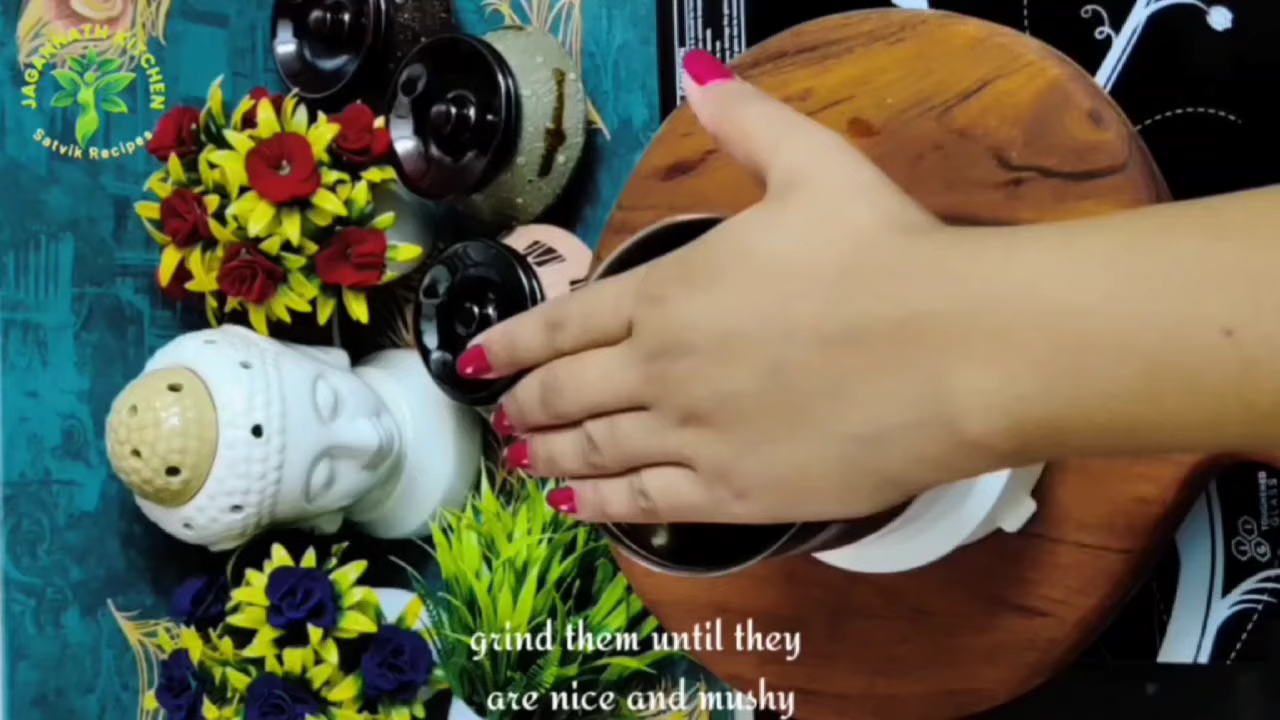 JAGANNATH KITCHEN
Satvik Recipes
grind them until they
are nice and mushy